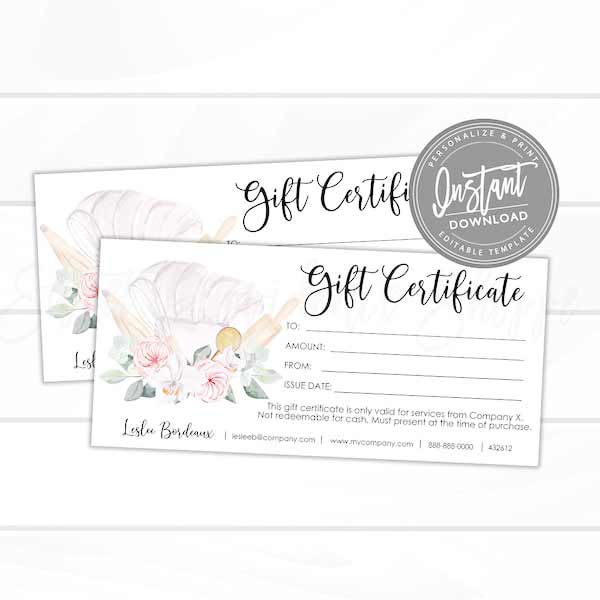 PERSONALIZE & PRINT
Instant
DOWNLOAD
EDITABLE TEMPLATE
Gift Certifi
TO:
Leslee B
Gift Certificate
TO:
AMOUNT:
FROM:
ISSUE DATE:
This gift certificate is only valid for services from Company X.
Not redeemable for cash. Must present at the time of purchase.
Leslee Bordeaux | lesleeb@company.com | www.mycompany.com | 888-888-0000 | 432612